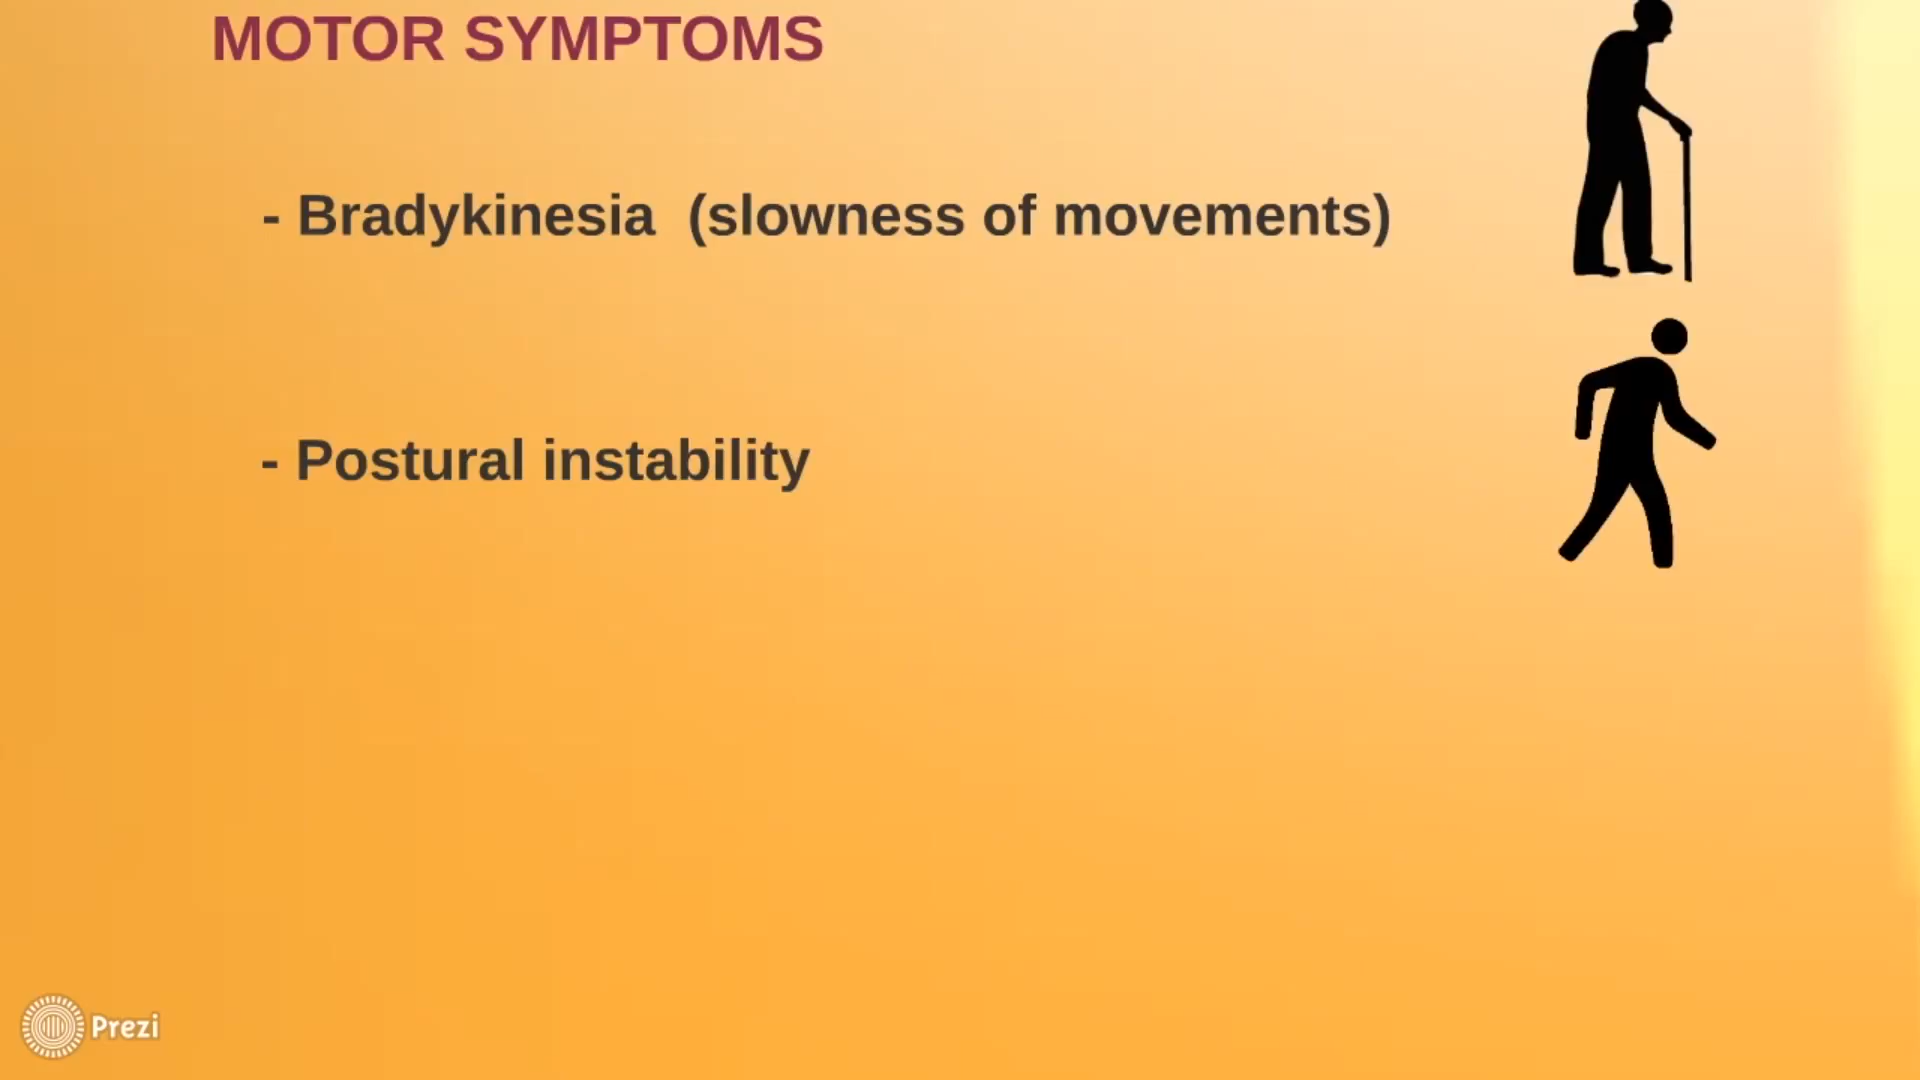 MOTOR SYMPTOMS
- Bradykinesia  (slowness of movements)
- Postural instability
Prezi